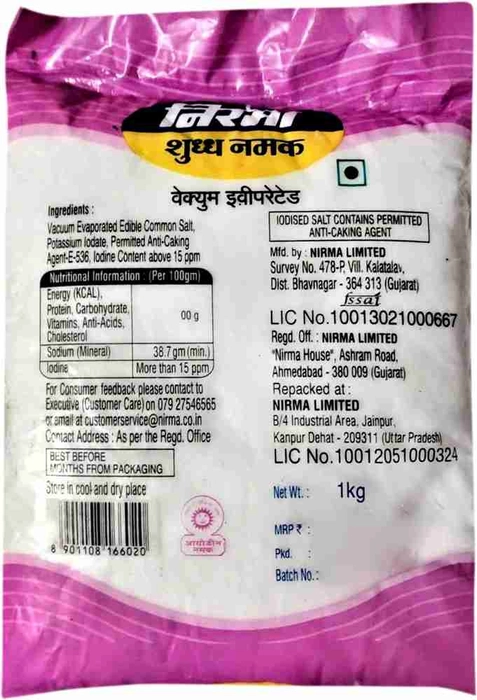 निरमा
शुध्ध नमक
वेक्युम इवीपरेटेड
Ingredients :
Vacuum Evaporated Edible Common Salt,
Potassium Iodate, Permitted Anti-Caking
Agent-E-536, Iodine Content above 15 ppm
Nutritional Information : (Per 100gm)
Energy (KCAL),
Protein, Carbohydrate,
Vitamins, Anti-Acids,
Cholesterol
00 g
Sodium (Mineral) 38.7 gm (min.)
Iodine More than 15 ppm
For Consumer feedback please contact to
Executive (Customer Care) on 079 27546565
or email at customerservice@nirma.co.in
Contact Address : As per the Regd. Office
BEST BEFORE
MONTHS FROM PACKAGING
Store in cool and dry place
8 901108 166020
आयोडीन
नमक
IODISED SALT CONTAINS PERMITTED
ANTI-CAKING AGENT
Mfd. by : NIRMA LIMITED
Survey No. 478-P, Vill. Kalatalav,
Dist. Bhavnagar - 364 313 (Gujarat)
fssai
LIC No.10013021000667
Regd. Off. : NIRMA LIMITED
"Nirma House", Ashram Road,
Ahmedabad - 380 009 (Gujarat)
Repacked at :
NIRMA LIMITED
B/4 Industrial Area, Jainpur,
Kanpur Dehat - 209311 (Uttar Pradesh)
LIC No.10012051000324
Net Wt. : 1kg
MRP ₹ :
Pkd. :
Batch No. :